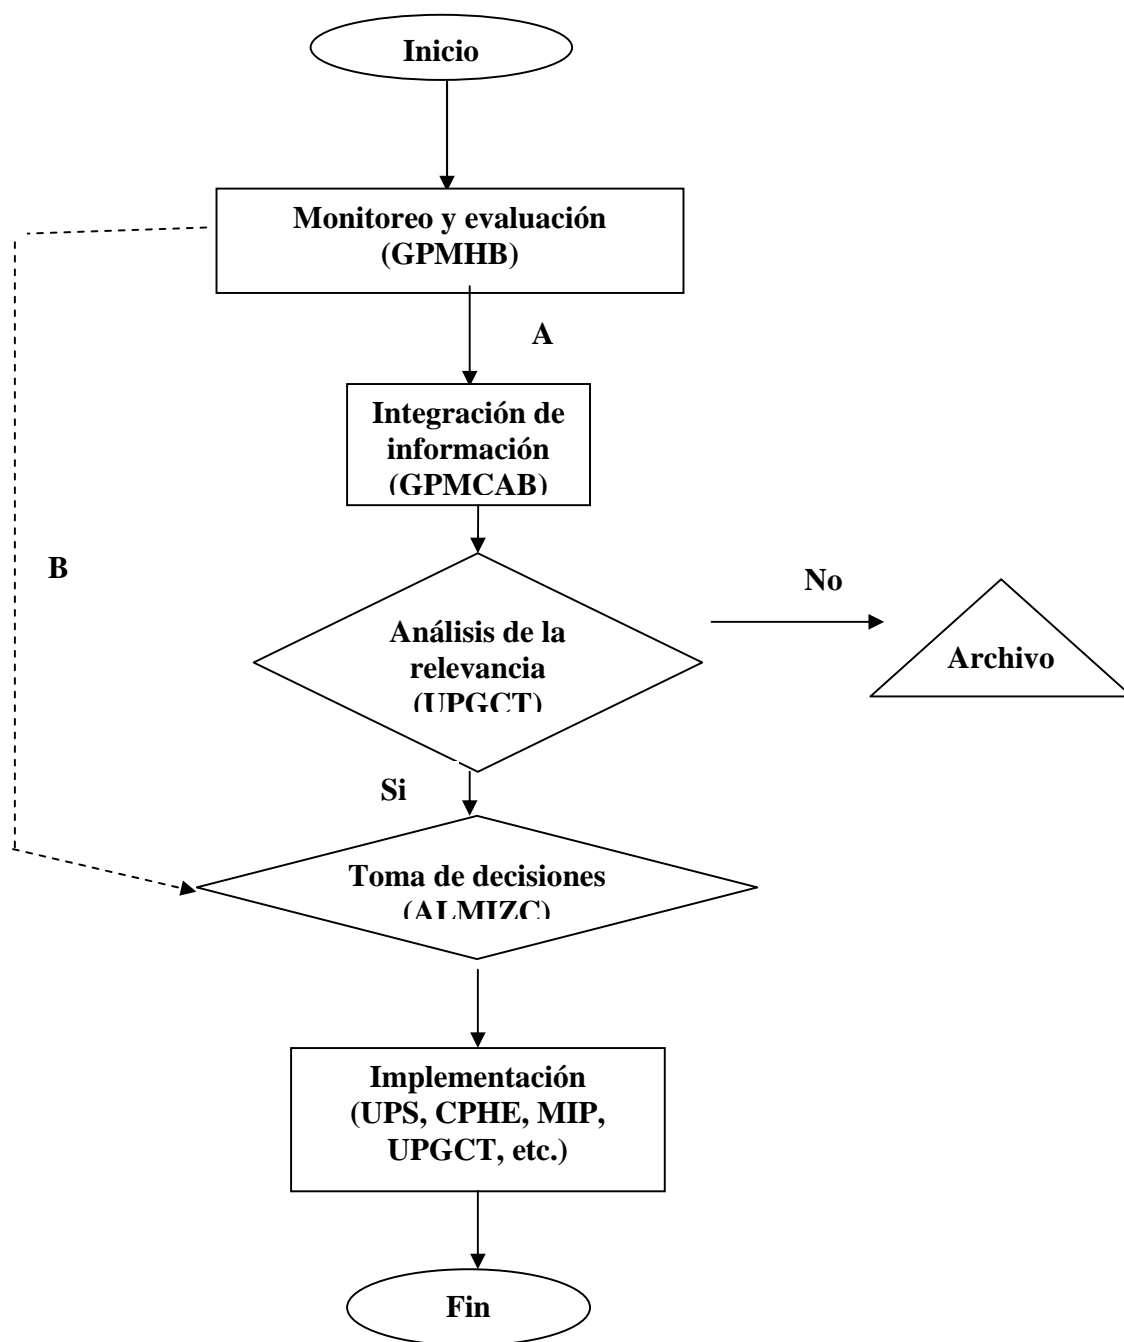 Inicio
Monitoreo y evaluación
(GPMHB)
A
Integración de
información
(GPMCAB)
B
No
Análisis de la
relevancia
(UPGCT)
Archivo
Si
Toma de decisiones
(ALMIZC)
Implementación
(UPS, CPHE, MIP,
UPGCT, etc.)
Fin